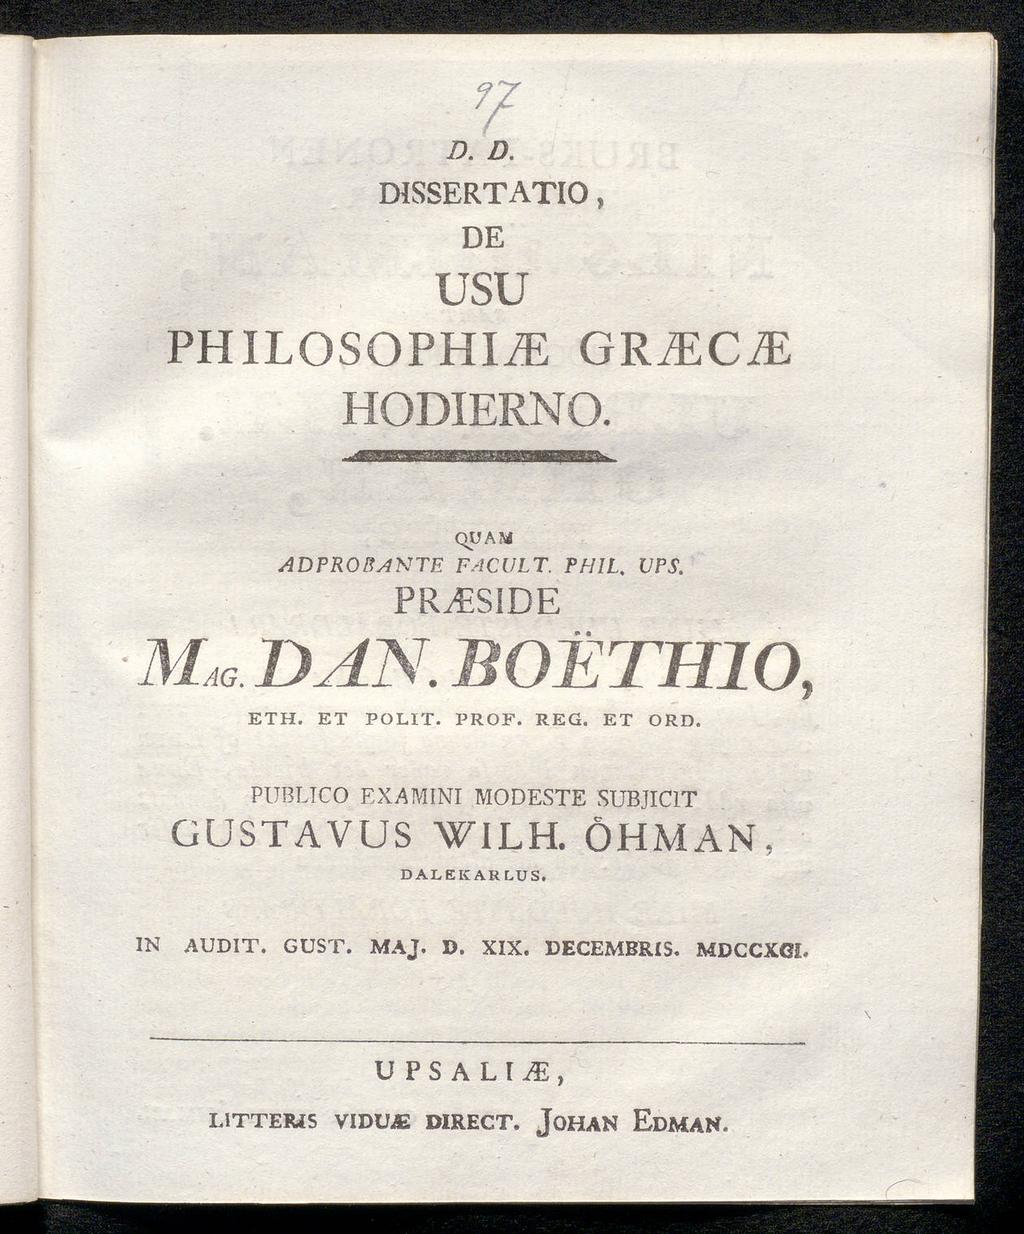 97
D. D.
DISSERTATIO,
DE
USU
PHILOSOPHIÆ GRÆCÆ
HODIERNO.
QUAM
ADPROBANTE FACULT. PHIL. UPS.
PRÆSIDE
MAG. DAN. BOËTHIO,
ETH. ET POLIT. PROF. REG. ET ORD.
PUBLICO EXAMINI MODESTE SUBJICIT
GUSTAVUS WILH. OͤHMAN,
DALEKARLUS.
IN AUDIT. GUST. MAJ. D. XIX. DECEMBRIS. MDCCXCI.
UPSALIÆ,
LITTERIS VIDUÆ DIRECT. JOHAN EDMAN.